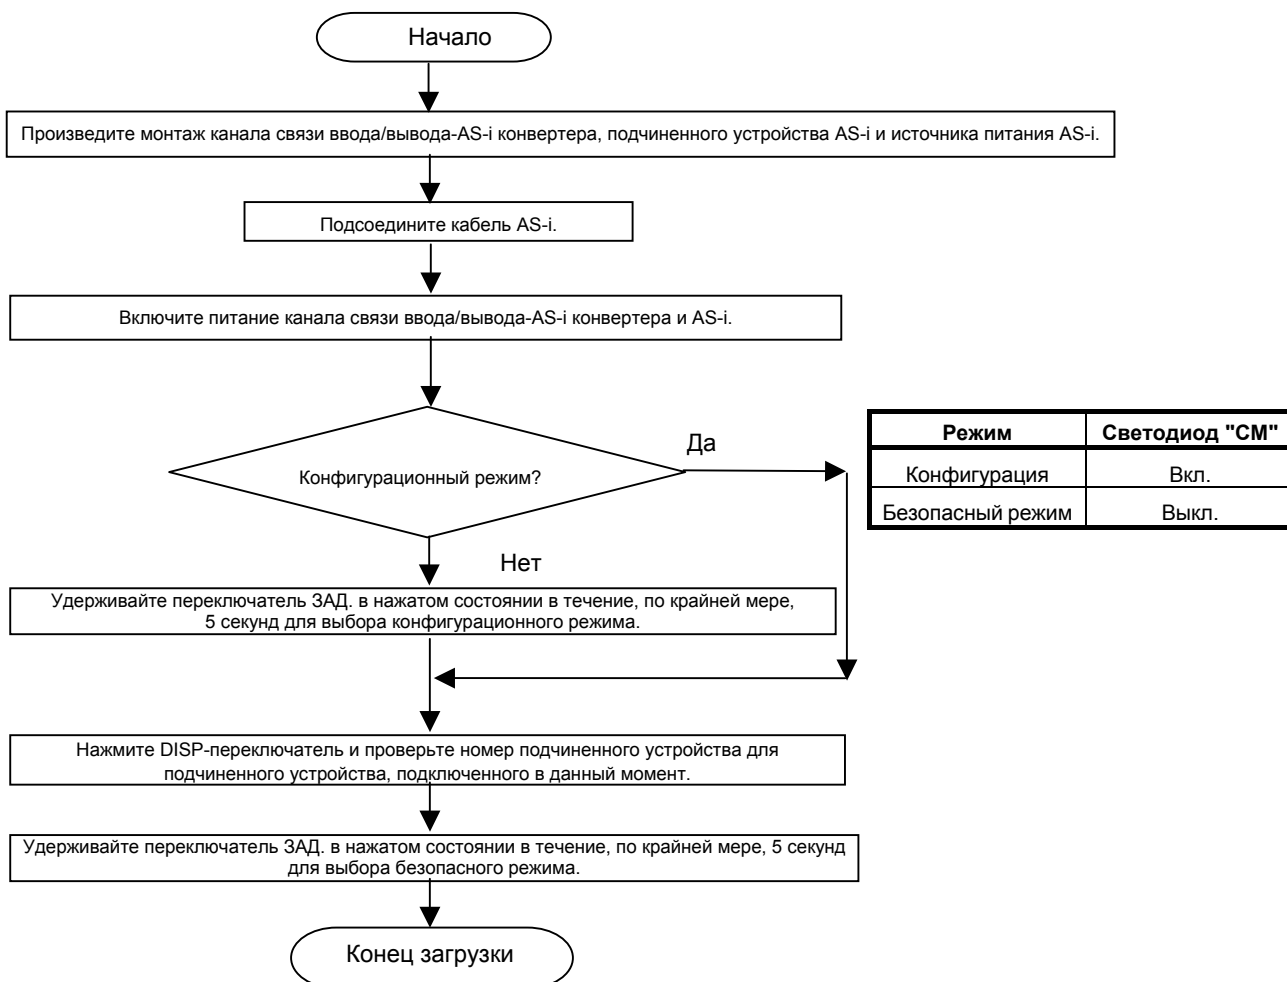 Начало
Произведите монтаж канала связи ввода/вывода-AS-i конвертера, подчиненного устройства AS-i и источника питания AS-i.
Подсоедините кабель AS-i.
Включите питание канала связи ввода/вывода-AS-i конвертера и AS-i.
Конфигурационный режим?
Да
Режим Светодиод "CM"
Конфигурация Вкл.
Безопасный режим Выкл.
Нет
Удерживайте переключатель ЗАД. в нажатом состоянии в течение, по крайней мере,
5 секунд для выбора конфигурационного режима.
Нажмите DISP-переключатель и проверьте номер подчиненного устройства для
подчиненного устройства, подключенного в данный момент.
Удерживайте переключатель ЗАД. в нажатом состоянии в течение, по крайней мере, 5 секунд
для выбора безопасного режима.
Конец загрузки